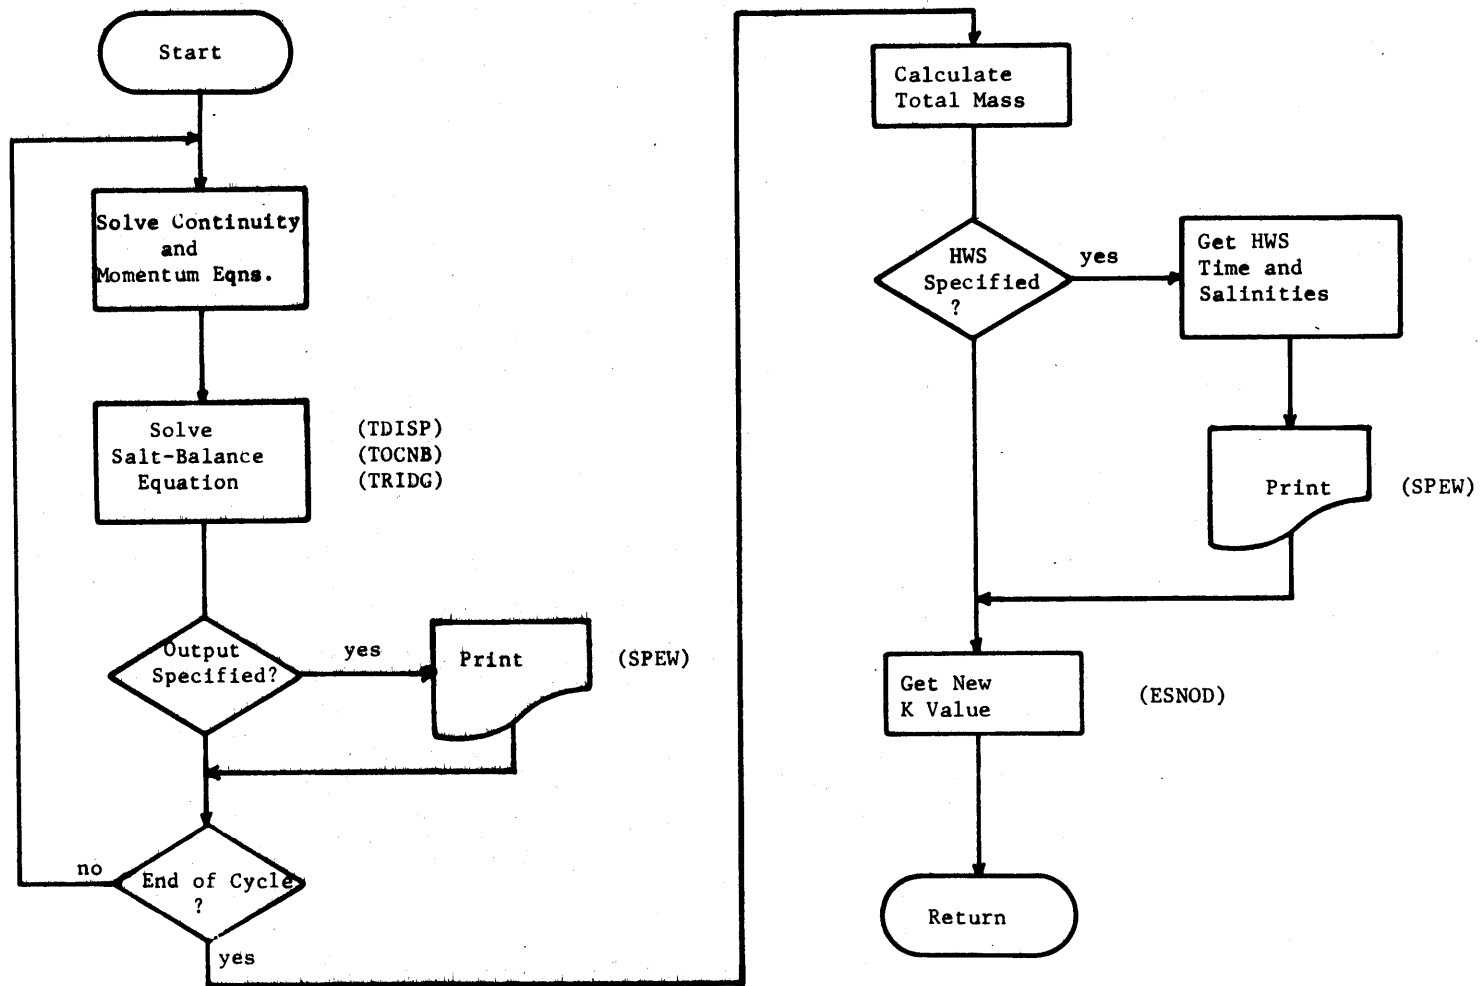 Start
Solve Continuity
and
Momentum Eqns.
Solve
Salt-Balance
Equation
(TDISP)
(TOCNB)
(TRIDG)
Output
Specified?
yes
Print
(SPEW)
no
End of Cycle
?
yes
Calculate
Total Mass
HWS
Specified
?
yes
Get HWS
Time and
Salinities
Print
(SPEW)
Get New
K Value
(ESNOD)
Return